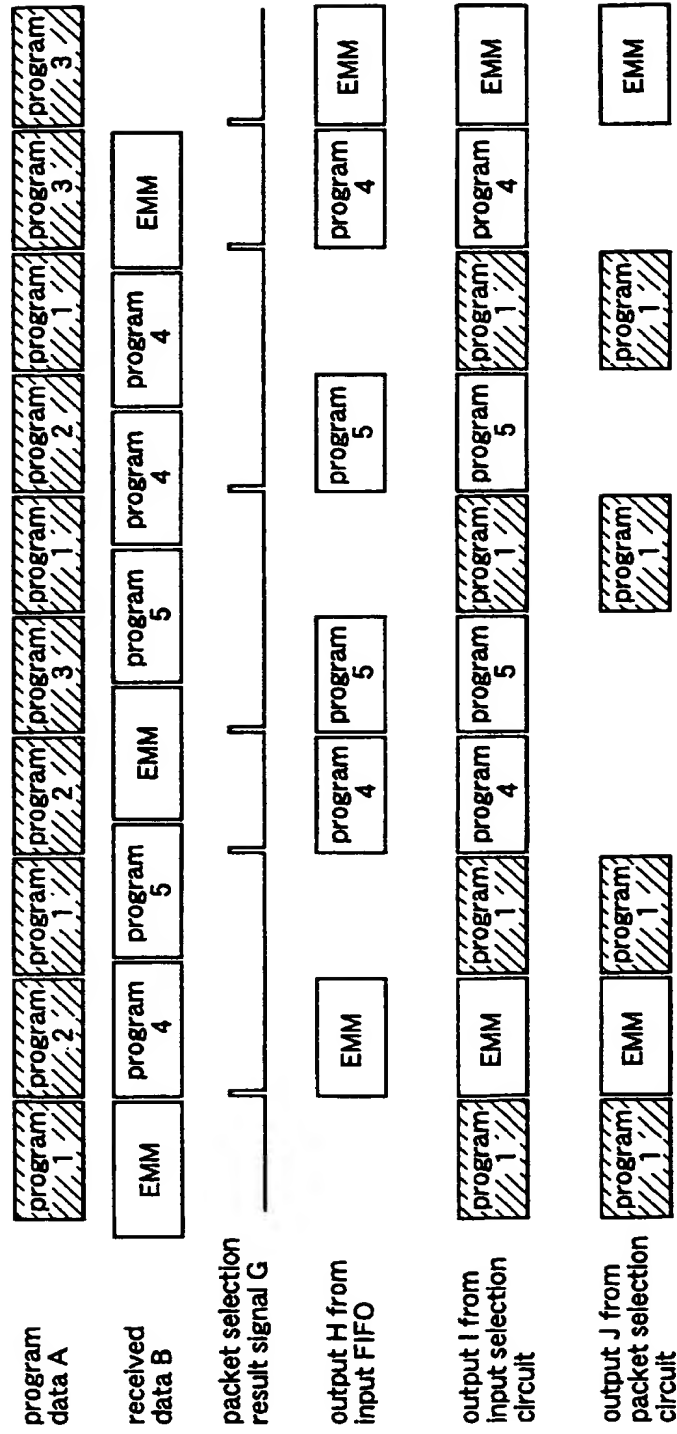 program
data A
program
1
program
2
program
1
program
2
program
3
program
1
program
2
program
1
program
3
program
3
received
data B
EMM
program
4
program
5
EMM
program
5
program
4
program
4
EMM
packet selection
result signal G
output H from
input FIFO
EMM
program
4
program
5
program
5
program
4
EMM
output I from
input selection
circuit
program
1
EMM
program
1
program
4
program
5
program
1
program
5
program
1
program
4
EMM
output J from
packet selection
circuit
program
1
EMM
program
1
program
1
program
1
EMM